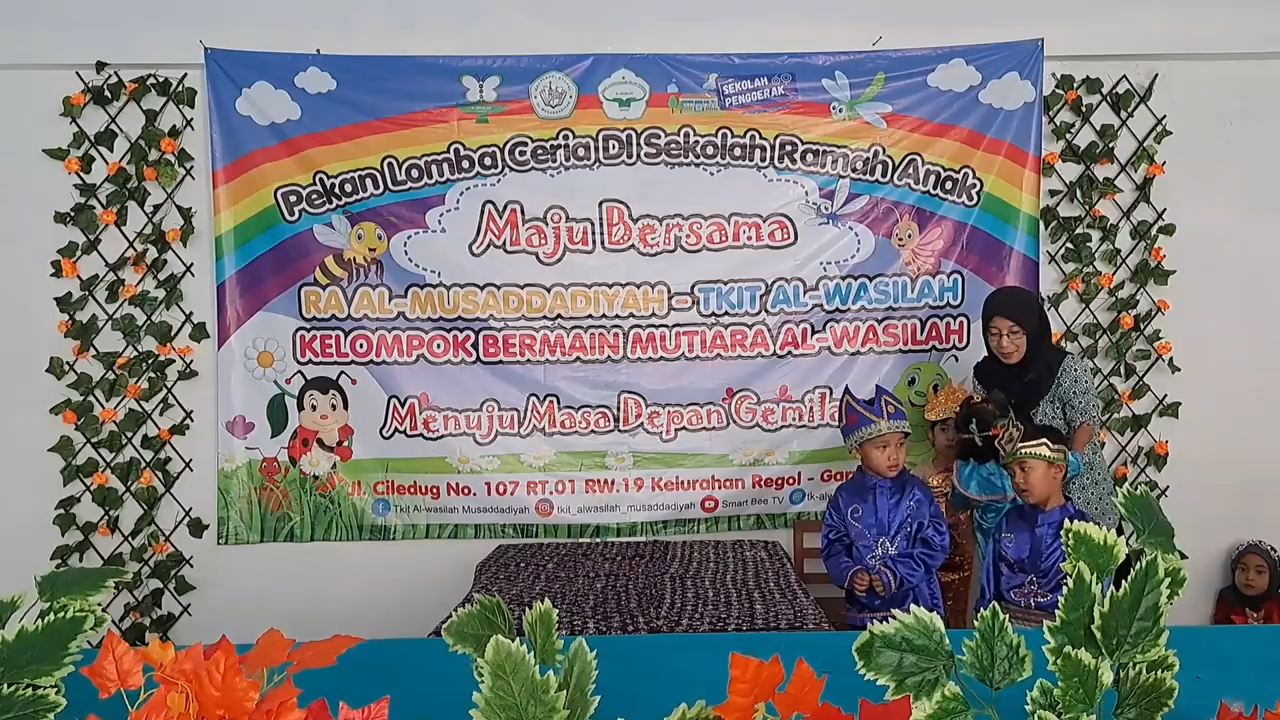 SEKOLAH
PENGGERAK
Pekan Lomba Ceria DI Sekolah Ramah Anak
Maju Bersama
RA AL-MUSADDADIYAH - TKIT AL-WASILAH
KELOMPOK BERMAIN MUTIARA AL-WASILAH
Menuju Masa Depan
Jl. Ciledug No. 107 RT.01 RW.19 Kelurahan Regol -
Tkit Al-wasilah Musaddadiyah tkit_alwasilah_musaddadiyah Smart Bee TV